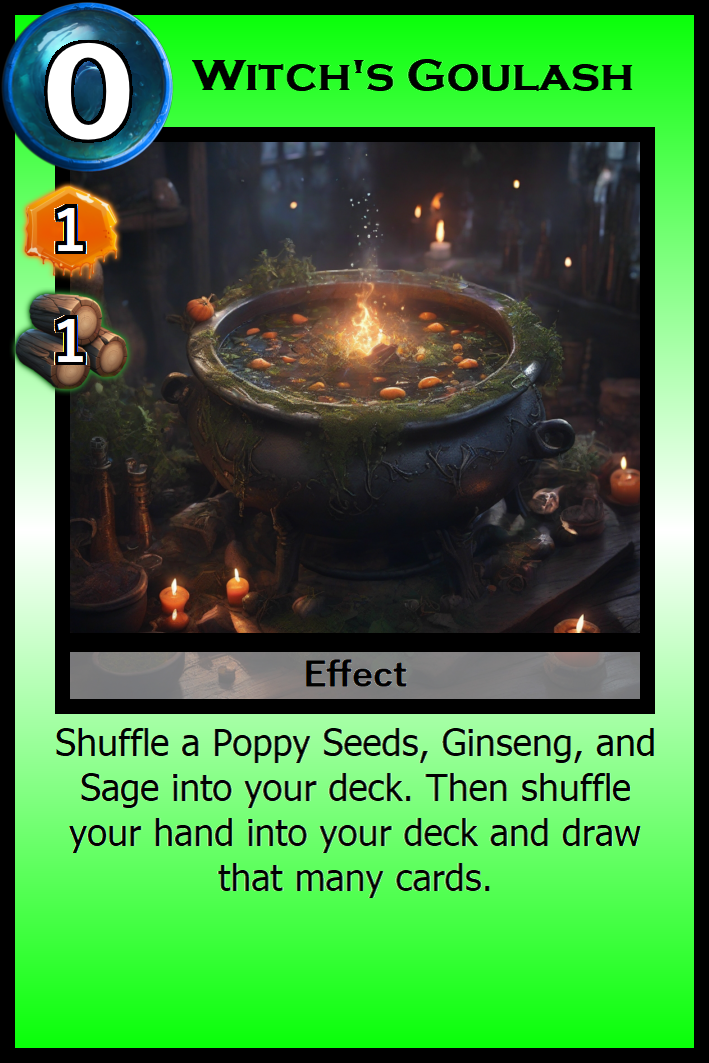 0
Witch's Goulash
1
1
Effect
Shuffle a Poppy Seeds, Ginseng, and
Sage into your deck. Then shuffle
your hand into your deck and draw
that many cards.